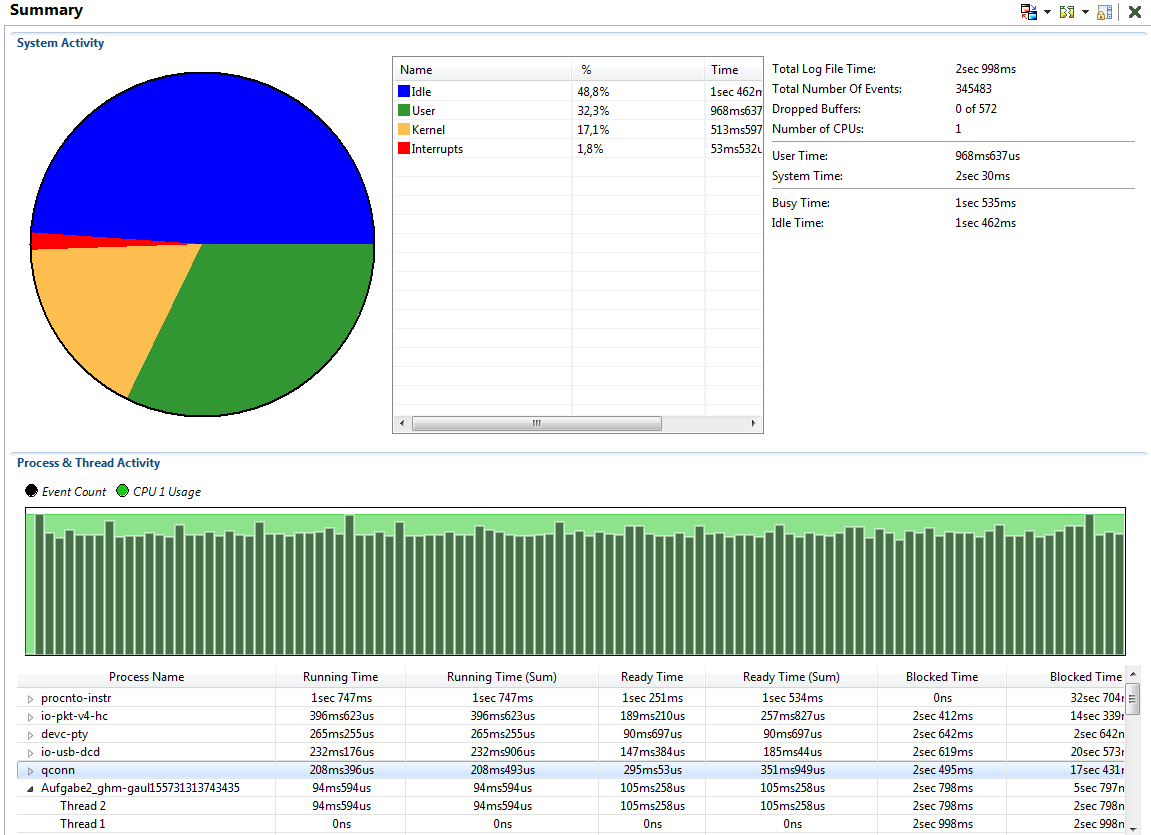 Summary
System Activity
Name % Time
Idle 48,8% 1sec 462m
User 32,3% 968ms637
Kernel 17,1% 513ms597
Interrupts 1,8% 53ms532u
Total Log File Time: 2sec 998ms
Total Number Of Events: 345483
Dropped Buffers: 0 of 572
Number of CPUs: 1
User Time: 968ms637us
System Time: 2sec 30ms
Busy Time: 1sec 535ms
Idle Time: 1sec 462ms
Process & Thread Activity
Event Count CPU 1 Usage
Process Name Running Time Running Time (Sum) Ready Time Ready Time (Sum) Blocked Time Blocked Time
procnto-instr 1sec 747ms 1sec 747ms 1sec 251ms 1sec 534ms 0ns 32sec 704m
io-pkt-v4-hc 396ms623us 396ms623us 189ms210us 257ms827us 2sec 412ms 14sec 339m
devc-pty 265ms255us 265ms255us 90ms697us 90ms697us 2sec 642ms 2sec 642m
io-usb-dcd 232ms176us 232ms906us 147ms384us 185ms44us 2sec 619ms 20sec 573m
qconn 208ms396us 208ms493us 295ms53us 351ms949us 2sec 495ms 17sec 431m
Aufgabe2_ghm-gaul155731313743435 94ms594us 94ms594us 105ms258us 105ms258us 2sec 798ms 5sec 797m
Thread 2 94ms594us 94ms594us 105ms258us 105ms258us 2sec 798ms 2sec 798m
Thread 1 0ns 0ns 0ns 0ns 2sec 998ms 2sec 998m